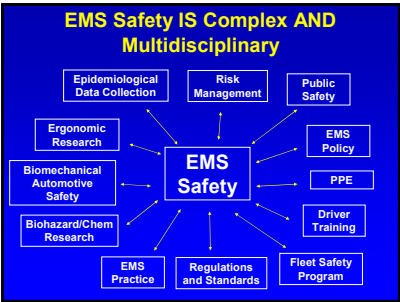 EMS Safety IS Complex AND
Multidisciplinary
Epidemiological
Data Collection
Risk
Management
Public
Safety
Ergonomic
Research
EMS
Policy
Biomechanical
Automotive
Safety
EMS
Safety
PPE
Biohazard/Chem
Research
Driver
Training
EMS
Practice
Regulations
and Standards
Fleet Safety
Program